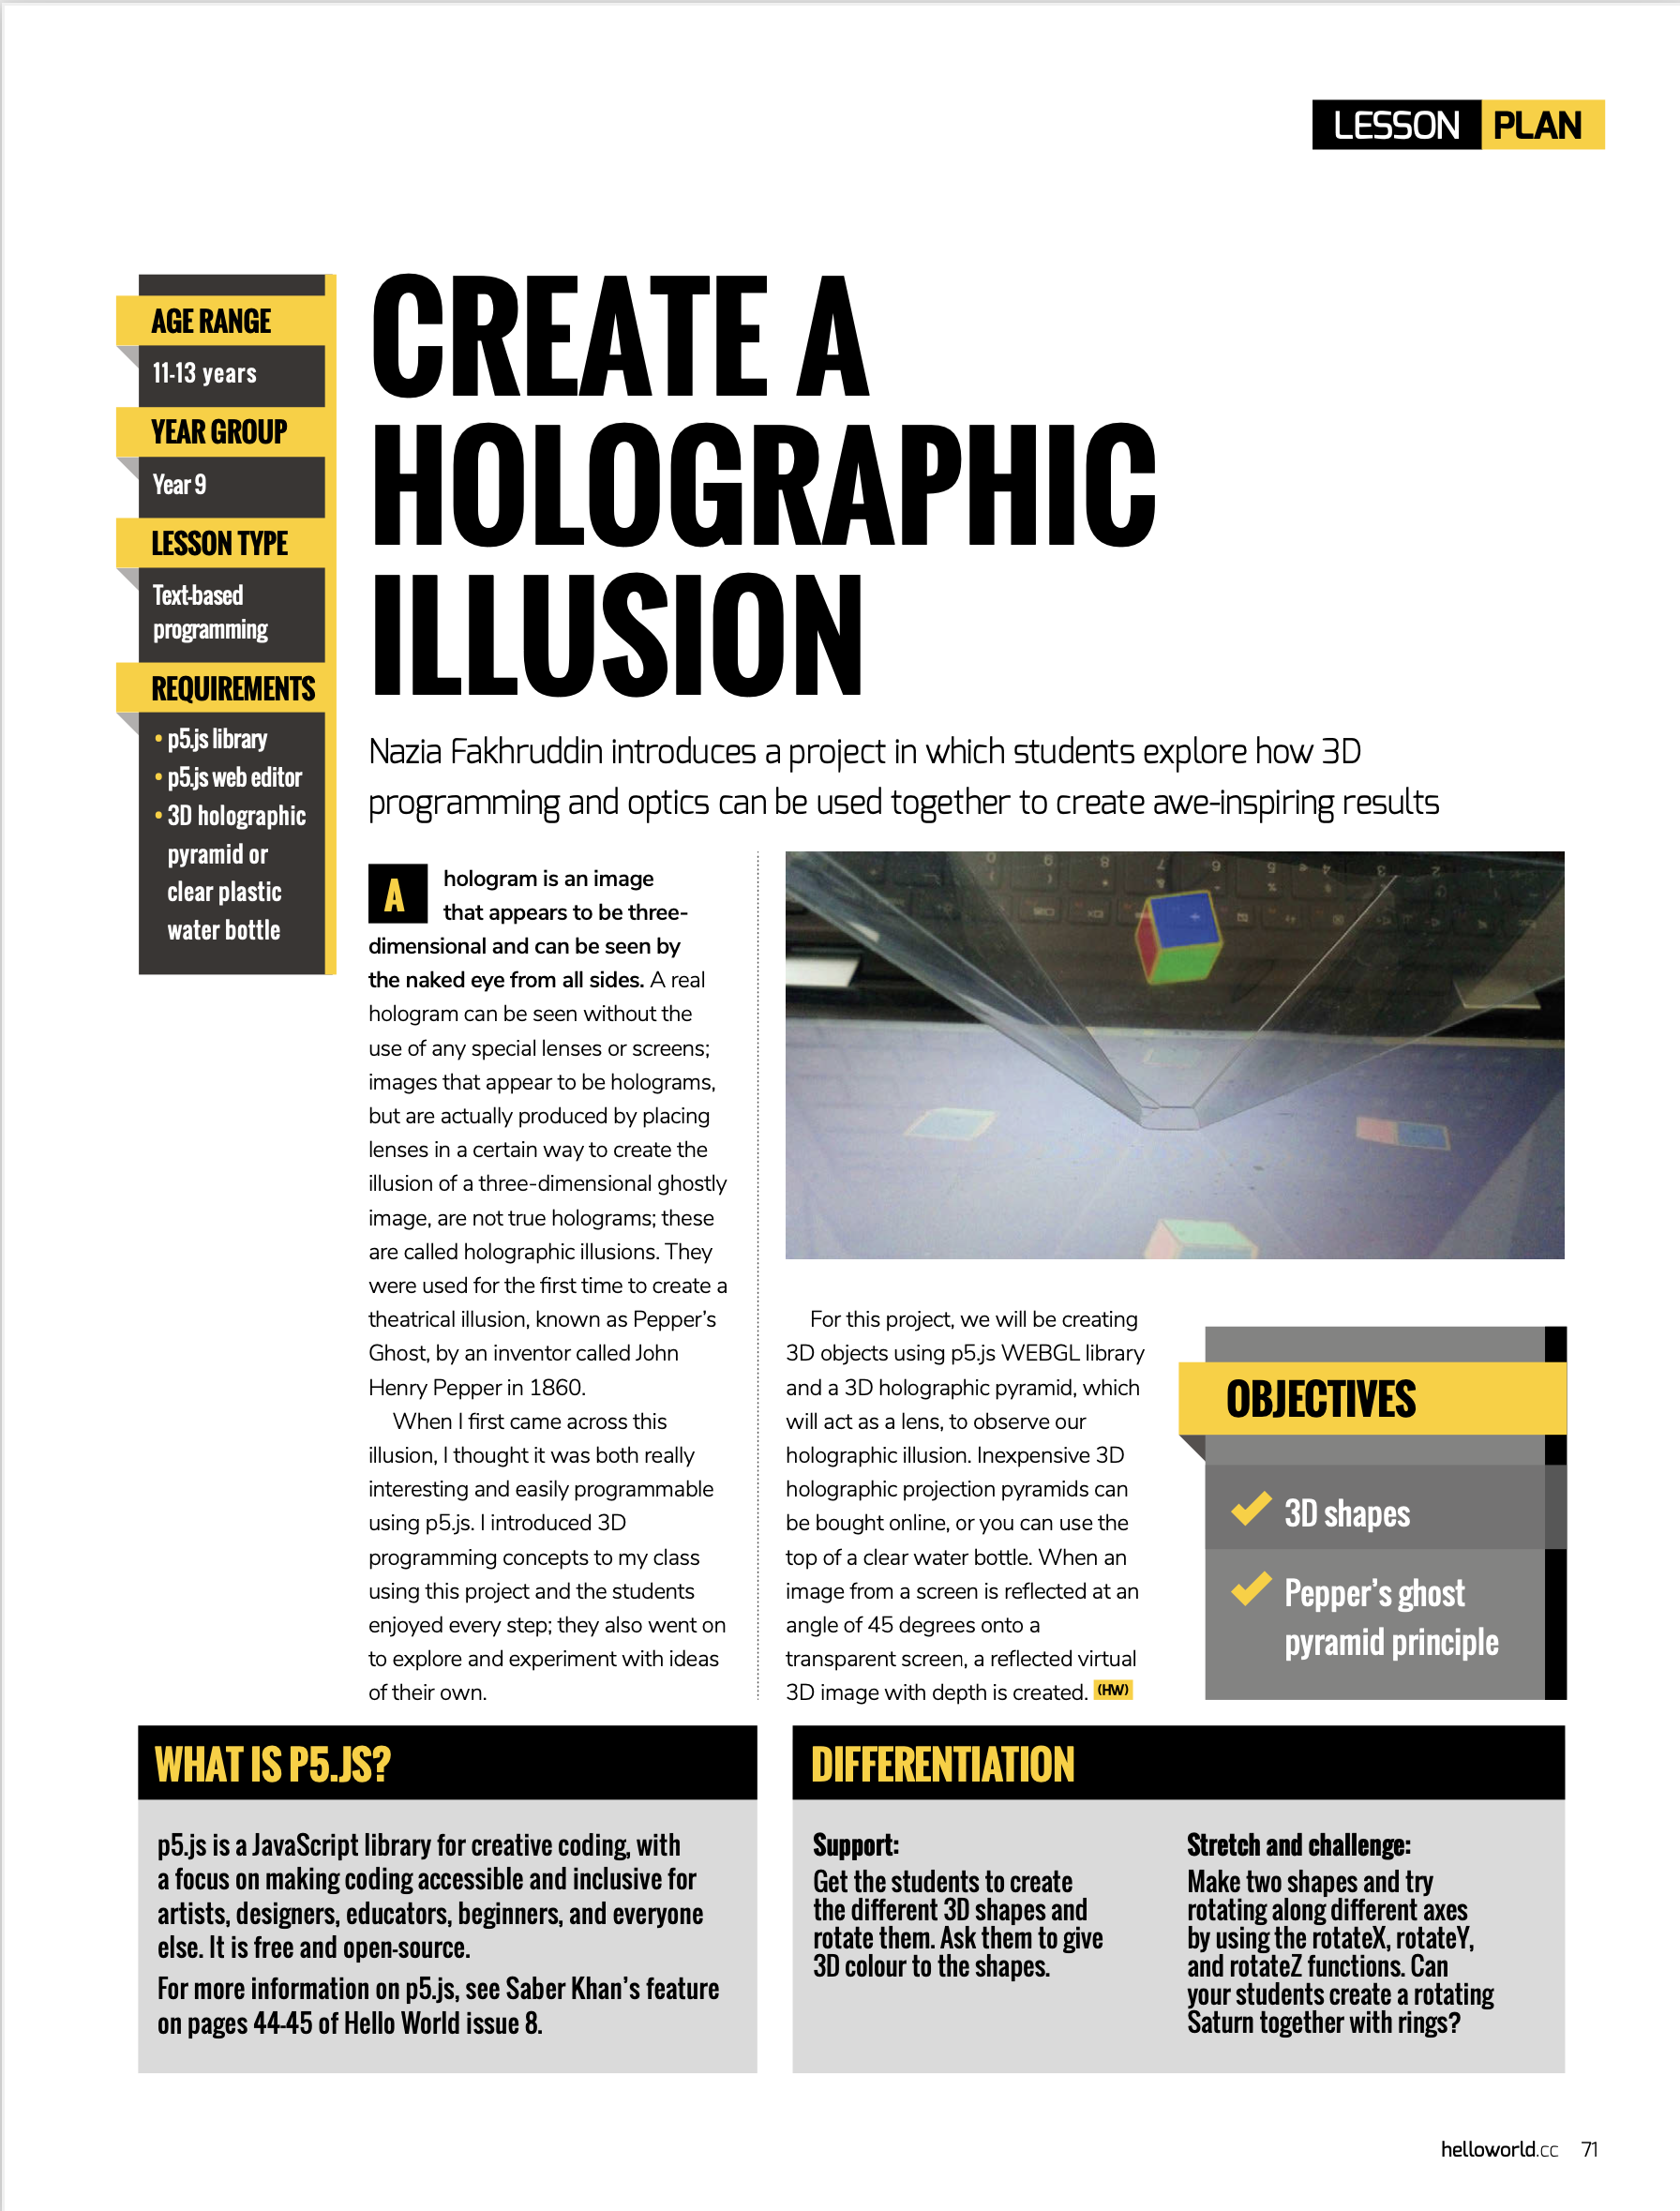 LESSON PLAN
AGE RANGE
11-13 years
YEAR GROUP
Year 9
LESSON TYPE
Text-based
programming
REQUIREMENTS
• p5.js library
• p5.js web editor
• 3D holographic
pyramid or
clear plastic
water bottle
CREATE A
HOLOGRAPHIC
ILLUSION
Nazia Fakhruddin introduces a project in which students explore how 3D
programming and optics can be used together to create awe-inspiring results
A hologram is an image
that appears to be three-
dimensional and can be seen by
the naked eye from all sides. A real
hologram can be seen without the
use of any special lenses or screens;
images that appear to be holograms,
but are actually produced by placing
lenses in a certain way to create the
illusion of a three-dimensional ghostly
image, are not true holograms; these
are called holographic illusions. They
were used for the first time to create a
theatrical illusion, known as Pepper’s
Ghost, by an inventor called John
Henry Pepper in 1860.
When I first came across this
illusion, I thought it was both really
interesting and easily programmable
using p5.js. I introduced 3D
programming concepts to my class
using this project and the students
enjoyed every step; they also went on
to explore and experiment with ideas
of their own.
For this project, we will be creating
3D objects using p5.js WEBGL library
and a 3D holographic pyramid, which
will act as a lens, to observe our
holographic illusion. Inexpensive 3D
holographic projection pyramids can
be bought online, or you can use the
top of a clear water bottle. When an
image from a screen is reflected at an
angle of 45 degrees onto a
transparent screen, a reflected virtual
3D image with depth is created. (HW)
OBJECTIVES
3D shapes
Pepper’s ghost
pyramid principle
WHAT IS P5.JS?
p5.js is a JavaScript library for creative coding, with
a focus on making coding accessible and inclusive for
artists, designers, educators, beginners, and everyone
else. It is free and open-source.
For more information on p5.js, see Saber Khan’s feature
on pages 44-45 of Hello World issue 8.
DIFFERENTIATION
Support:
Get the students to create
the different 3D shapes and
rotate them. Ask them to give
3D colour to the shapes.
Stretch and challenge:
Make two shapes and try
rotating along different axes
by using the rotateX, rotateY,
and rotateZ functions. Can
your students create a rotating
Saturn together with rings?
helloworld.cc 71